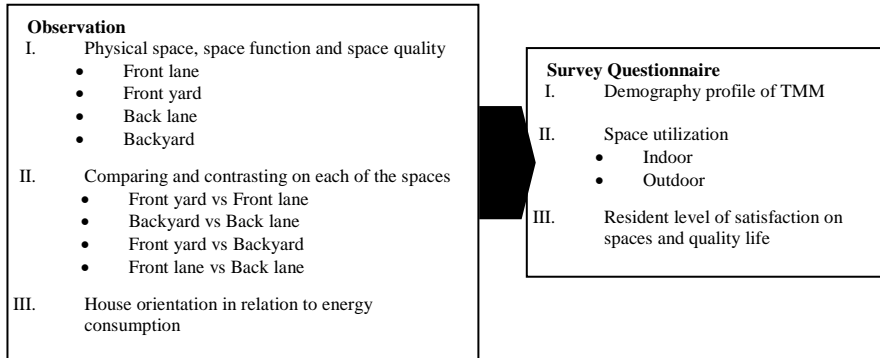 Observation
I. Physical space, space function and space quality
• Front lane
• Front yard
• Back lane
• Backyard
II. Comparing and contrasting on each of the spaces
• Front yard vs Front lane
• Backyard vs Back lane
• Front yard vs Backyard
• Front lane vs Back lane
III. House orientation in relation to energy
consumption
Survey Questionnaire
I. Demography profile of TMM
II. Space utilization
• Indoor
• Outdoor
III. Resident level of satisfaction on
spaces and quality life